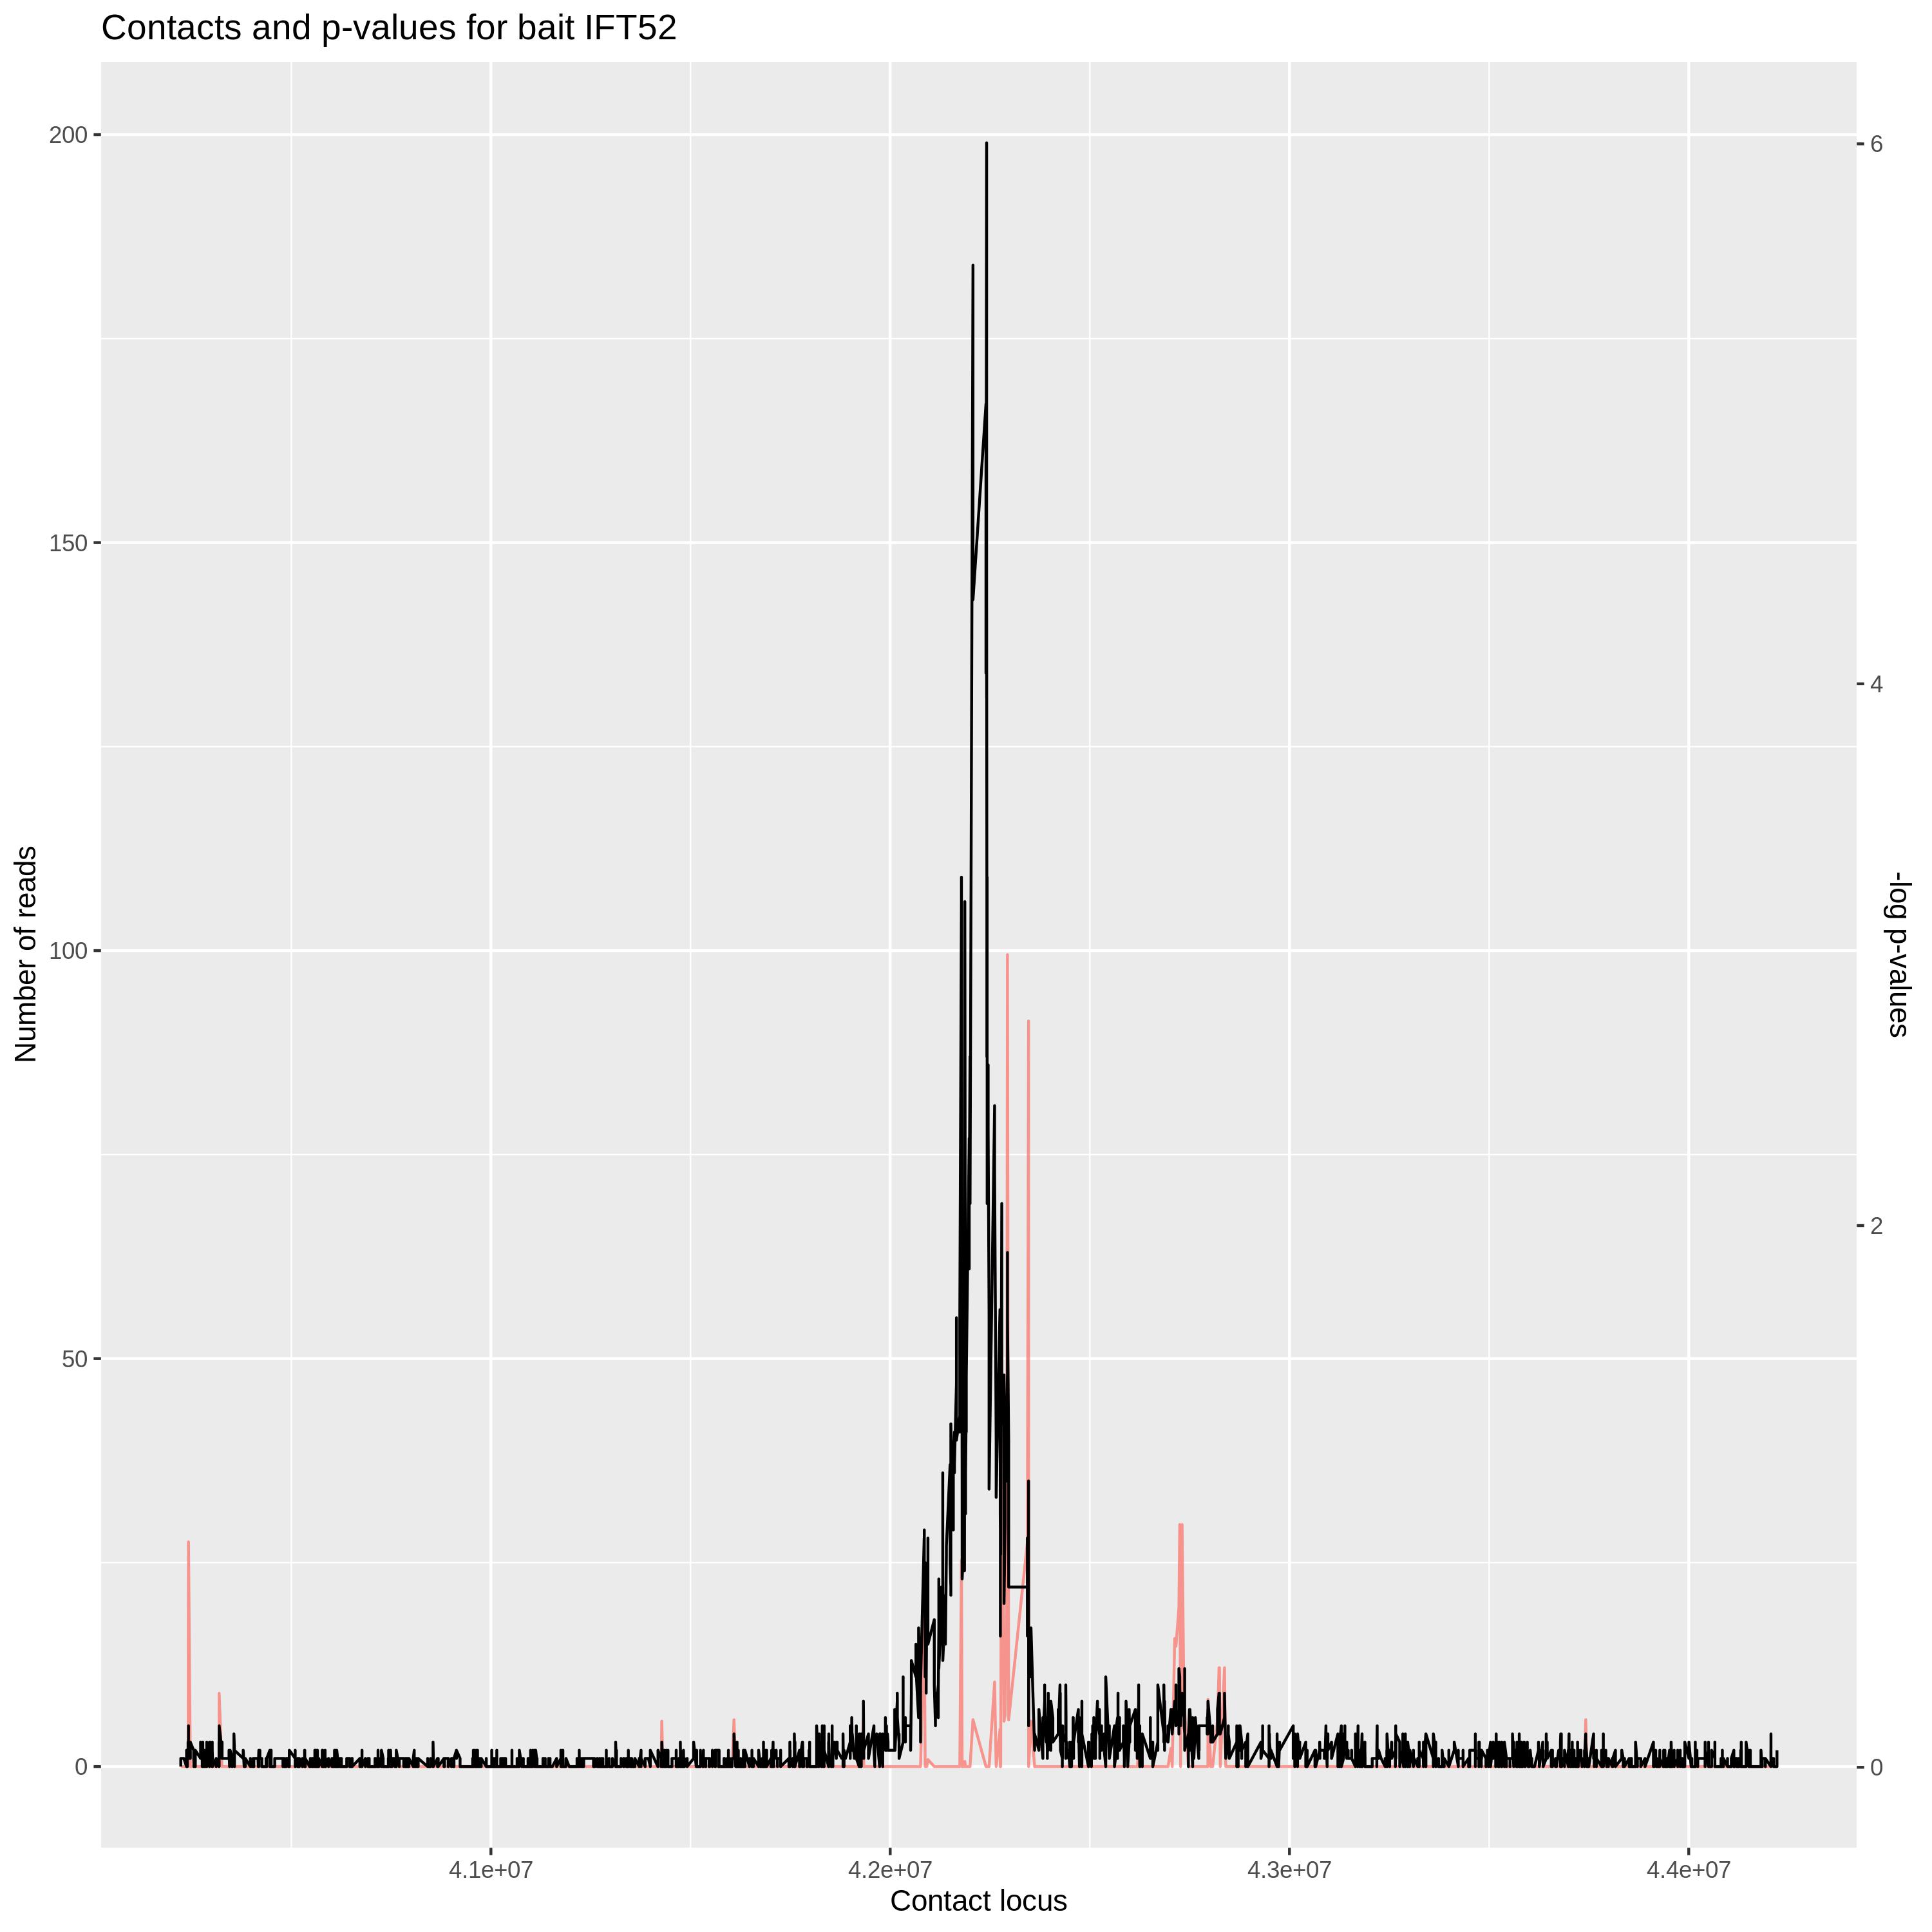 Contacts and p-values for bait IFT52
200
150
100
50
0
Number of reads
6
4
2
0
-log p-values
4.1e+07
4.2e+07
4.3e+07
4.4e+07
Contact locus